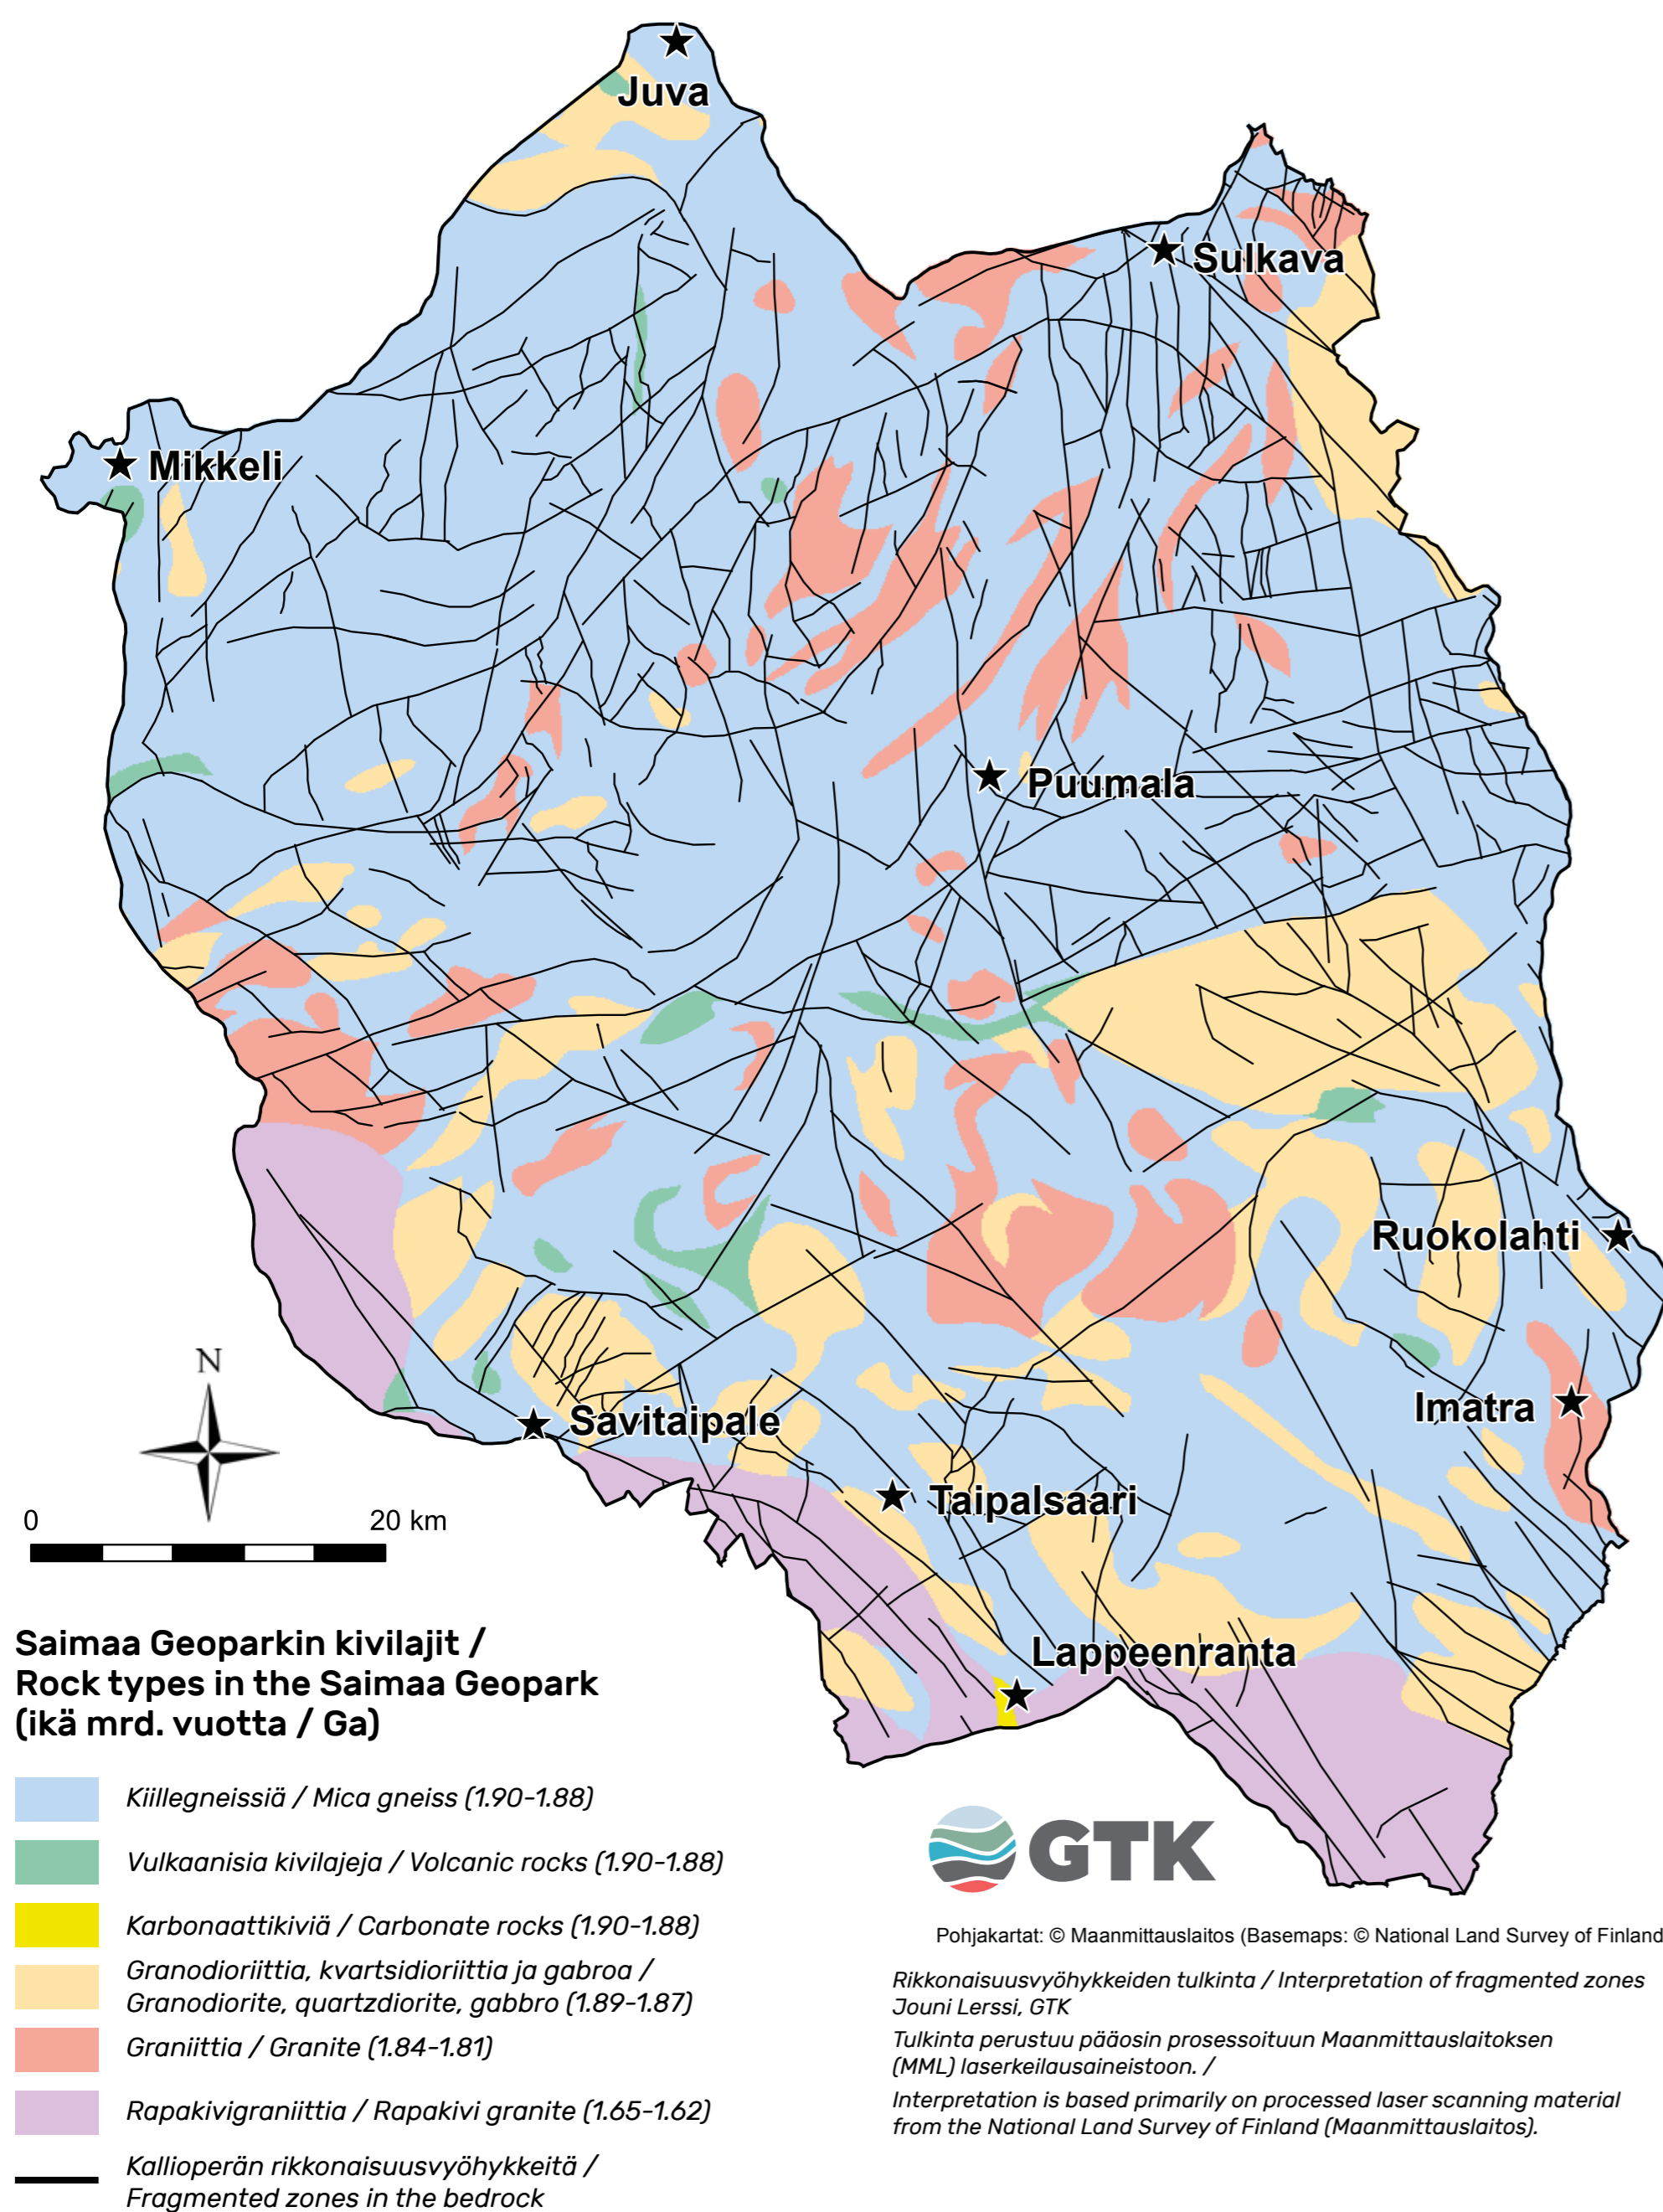 Juva
Sulkava
Mikkeli
Puumala
Ruokolahti
Imatra
Savitaipale
Taipalsaari
Lappeenranta
N
0 20 km
Saimaa Geoparkin kivilajit /
Rock types in the Saimaa Geopark
(ikä mrd. vuotta / Ga)
Kiillegneissiä / Mica gneiss (1.90-1.88)
Vulkaanisia kivilajeja / Volcanic rocks (1.90-1.88)
Karbonaattikiviä / Carbonate rocks (1.90-1.88)
Granodioriittia, kvartsidioriittia ja gabroa /
Granodiorite, quartzdiorite, gabbro (1.89-1.87)
Graniittia / Granite (1.84-1.81)
Rapakivigraniittia / Rapakivi granite (1.65-1.62)
Kallioperän rikkonaisuusvyöhykkeitä /
Fragmented zones in the bedrock
GTK
Pohjakartat: © Maanmittauslaitos (Basemaps: © National Land Survey of Finland
Rikkonaisuusvyöhykkeiden tulkinta / Interpretation of fragmented zones
Jouni Lerssi, GTK
Tulkinta perustuu pääosin prosessoituun Maanmittauslaitoksen
(MML) laserkeilausaineistoon. /
Interpretation is based primarily on processed laser scanning material
from the National Land Survey of Finland (Maanmittauslaitos).